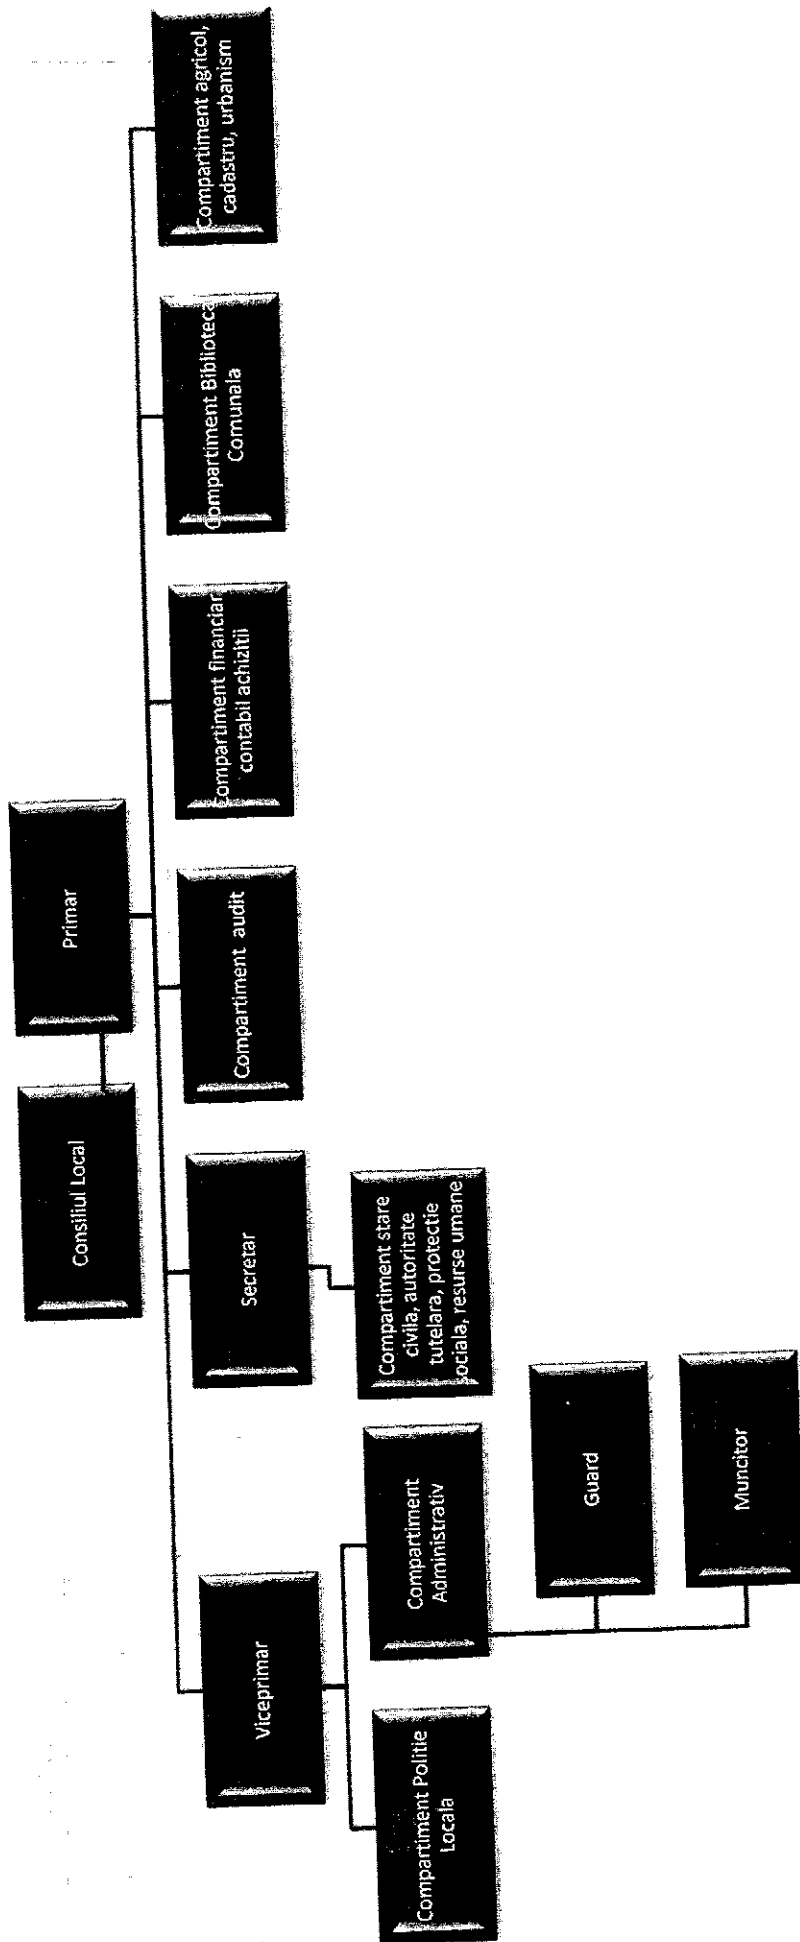 Primar
Consiliul Local
Viceprimar
Secretar
Compartiment audit
Compartiment financiar
contabil achizitii
Compartiment Biblioteca
Comunala
Compartiment agricol,
cadastru, urbanism
Compartiment Politie
Locala
Compartiment
Administrativ
Compartiment stare
civila, autoritate
tutelara, protectie
sociala, resurse umane
Guard
Muncitor